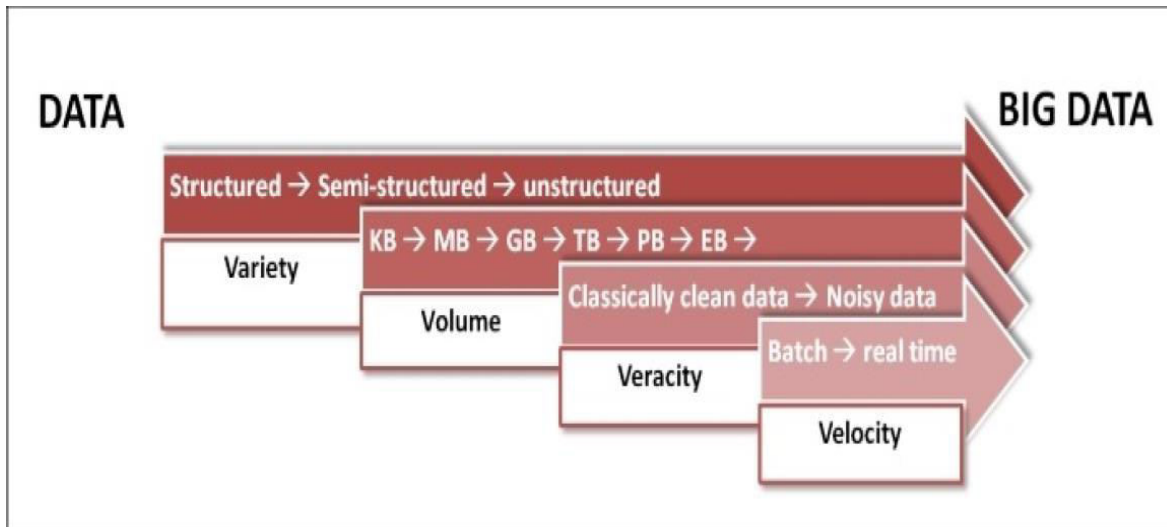 DATA
BIG DATA
Structured → Semi-structured → unstructured
Variety
KB → MB → GB → TB → PB → EB →
Volume
Classically clean data → Noisy data
Veracity
Batch → real time
Velocity